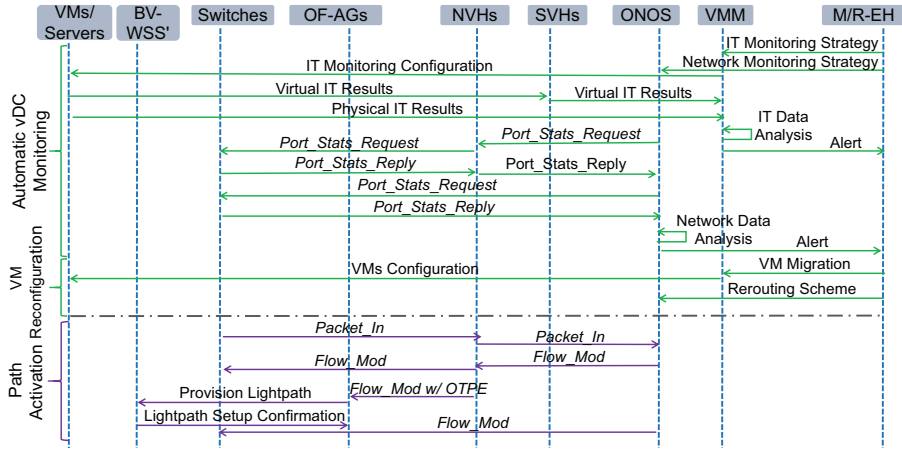 VMs/
Servers
BV-
WSS'
Switches
OF-AGs
NVHs
SVHs
ONOS
VMM
M/R-EH
IT Monitoring Strategy
IT Monitoring Configuration
Network Monitoring Strategy
Virtual IT Results
Virtual IT Results
Physical IT Results
IT Data
Analysis
Port_Stats_Request
Port_Stats_Request
Alert
Port_Stats_Reply
Port_Stats_Reply
Port_Stats_Request
Port_Stats_Reply
Network Data
Analysis
Alert
VMs Configuration
VM Migration
Rerouting Scheme
Packet_In
Packet_In
Flow_Mod
Flow_Mod
Provision Lightpath
Flow_Mod w/ OTPE
Lightpath Setup Confirmation
Flow_Mod
Automatic vDC
Monitoring
VM
Reconfiguration
Path
Activation